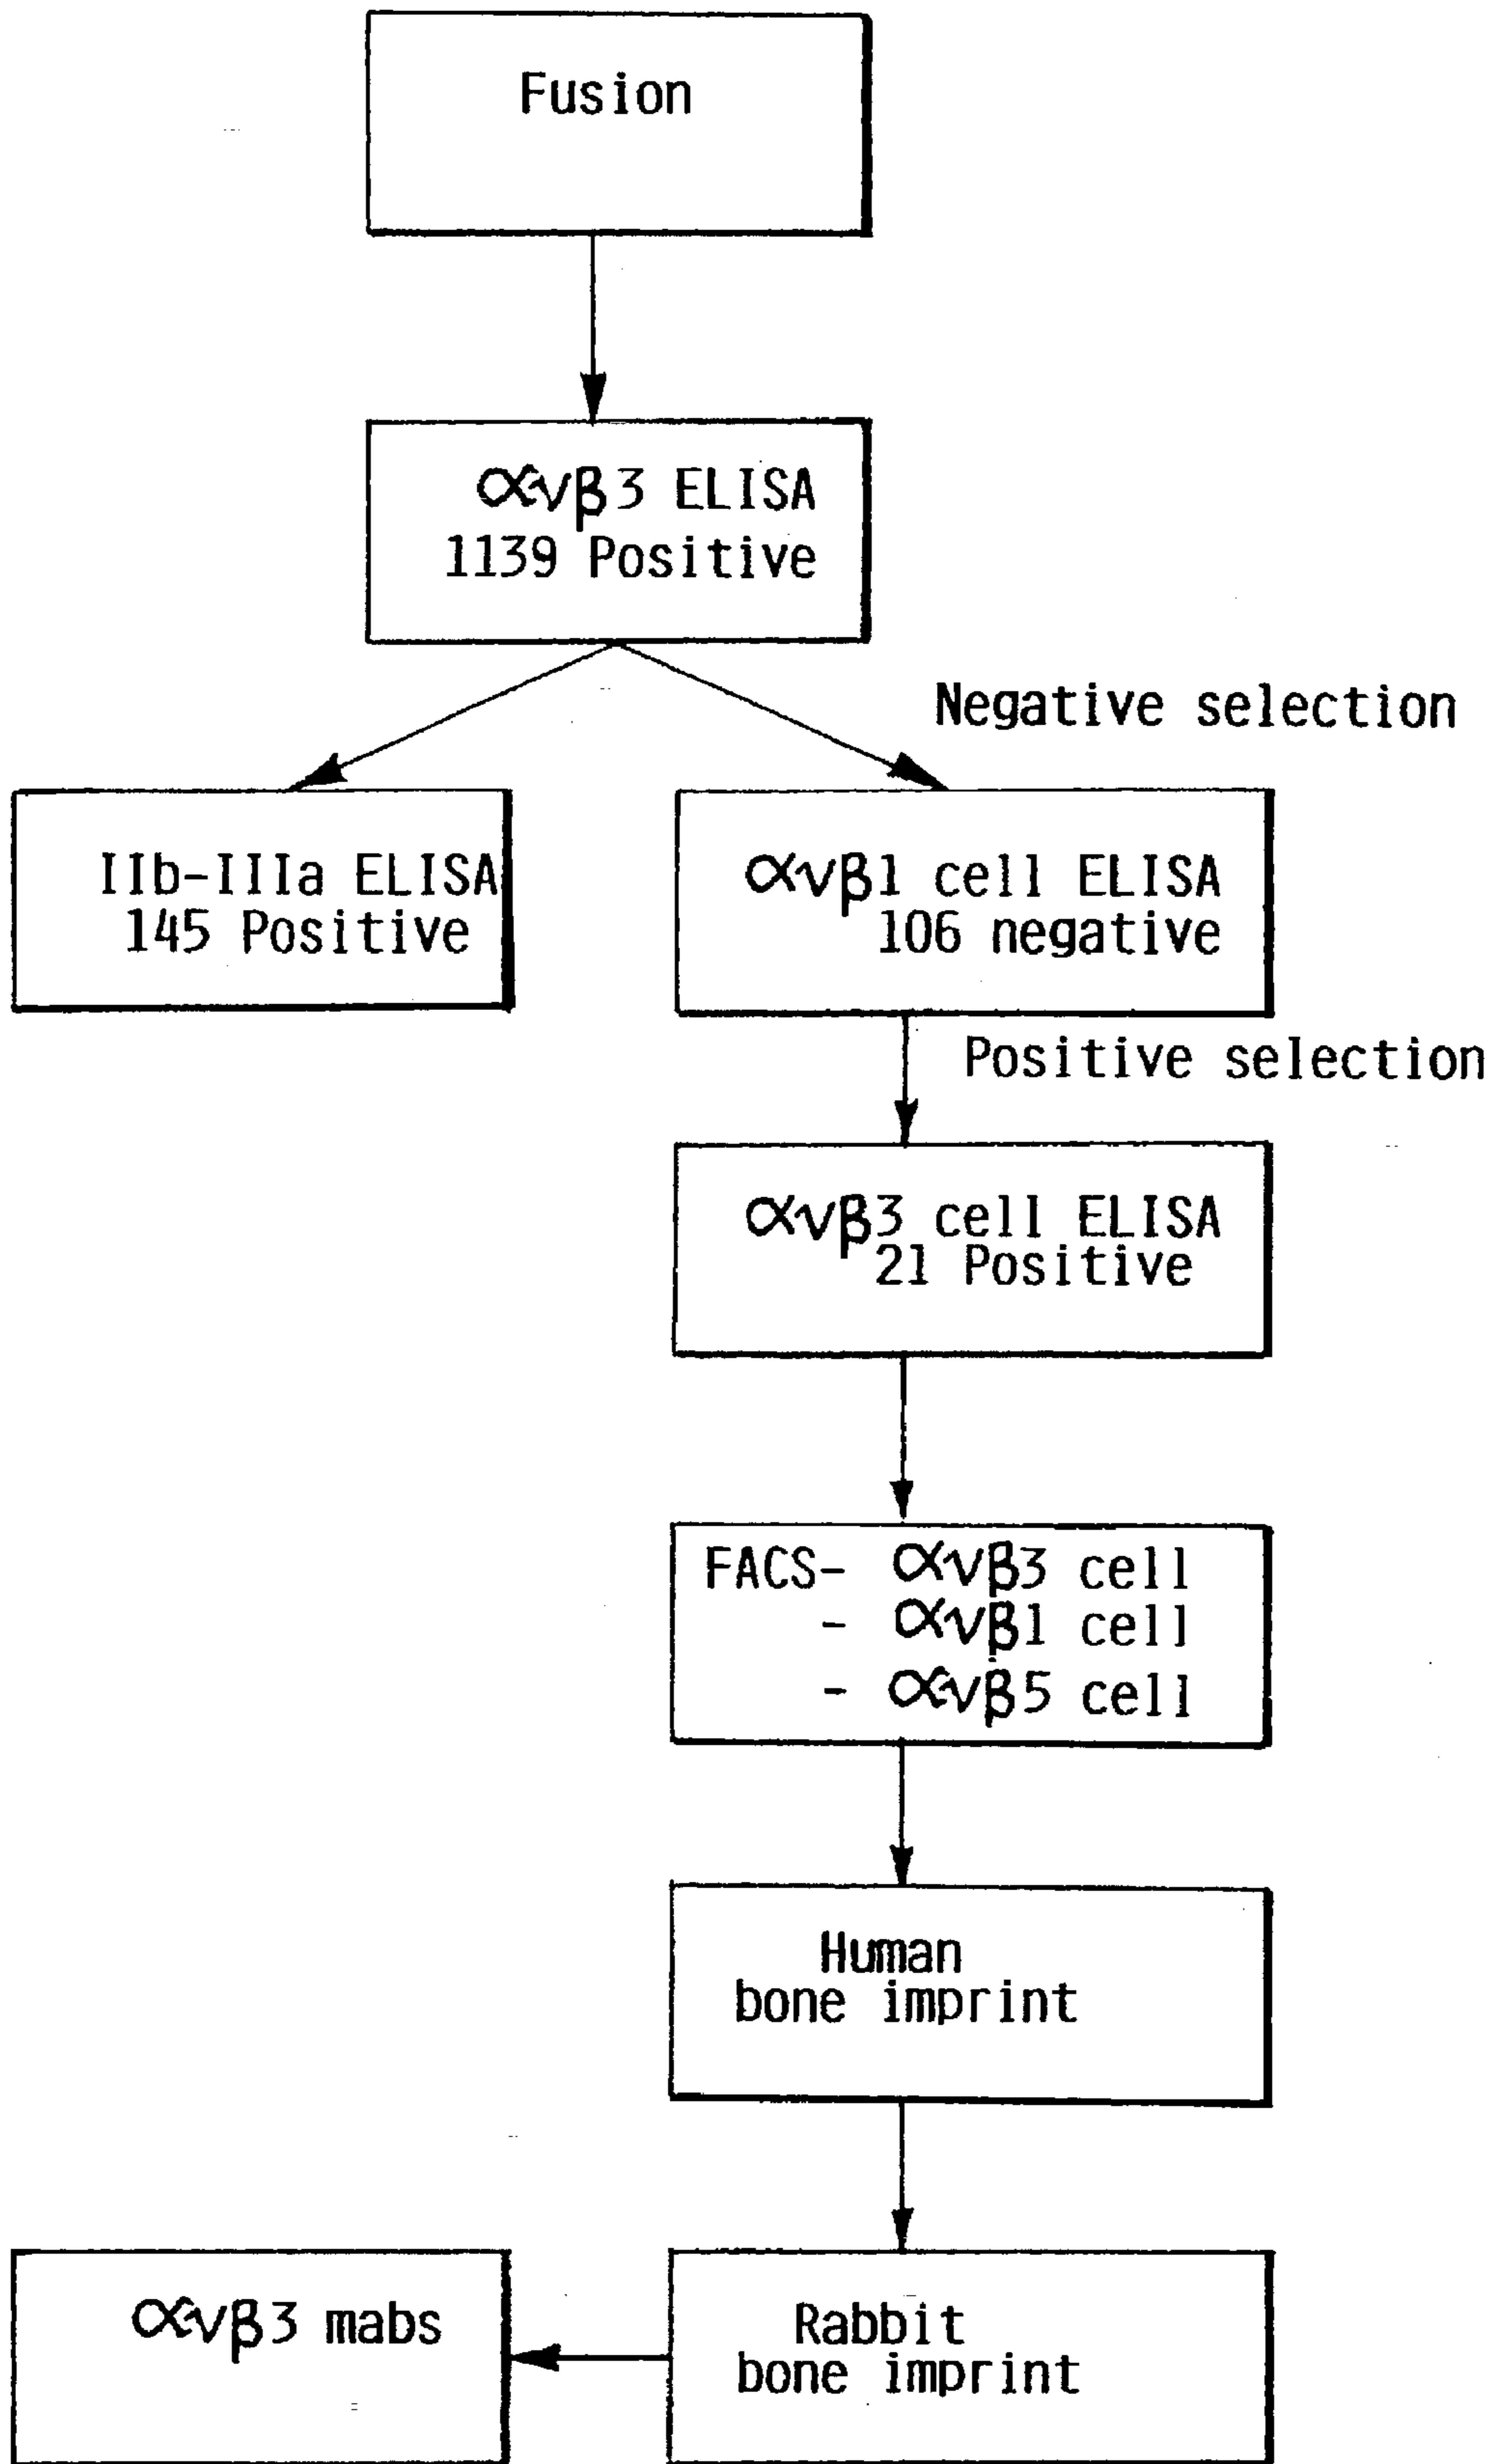 Fusion
αvβ3 ELISA
1139 Positive
Negative selection
IIb-IIIa ELISA
145 Positive
αvβ1 cell ELISA
106 negative
Positive selection
αvβ3 cell ELISA
21 Positive
FACS- αvβ3 cell
- αvβ1 cell
- αvβ5 cell
Human
bone imprint
Rabbit
bone imprint
αvβ3 mabs